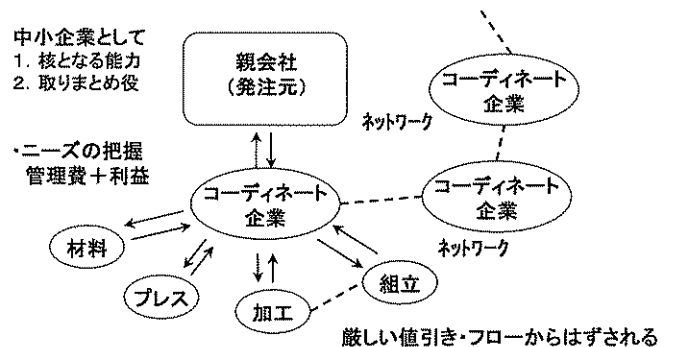 中小企業として
1. 核となる能力
2. 取りまとめ役
親会社
(発注元)
コーディネート
企業
ネットワーク
・ニーズの把握
管理費+利益
コーディネート
企業
コーディネート
企業
ネットワーク
材料
プレス
加工
組立
厳しい値引き・フローからはずされる